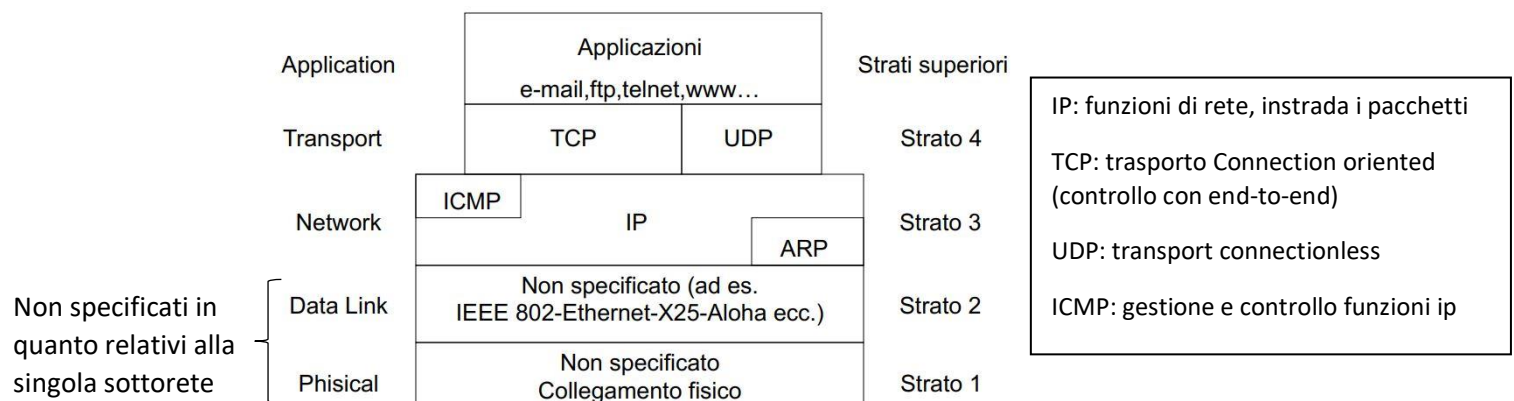 Application
Applicazioni
e-mail,ftp,telnet,www…
Strati superiori
Transport
TCP
UDP
Strato 4
Network
ICMP
IP
ARP
Strato 3
Non specificati in
quanto relativi alla
singola sottorete
Data Link
Non specificato (ad es.
IEEE 802-Ethernet-X25-Aloha ecc.)
Strato 2
Phisical
Non specificato
Collegamento fisico
Strato 1
IP: funzioni di rete, instrada i pacchetti
TCP: trasporto Connection oriented
(controllo con end-to-end)
UDP: transport connectionless
ICMP: gestione e controllo funzioni ip